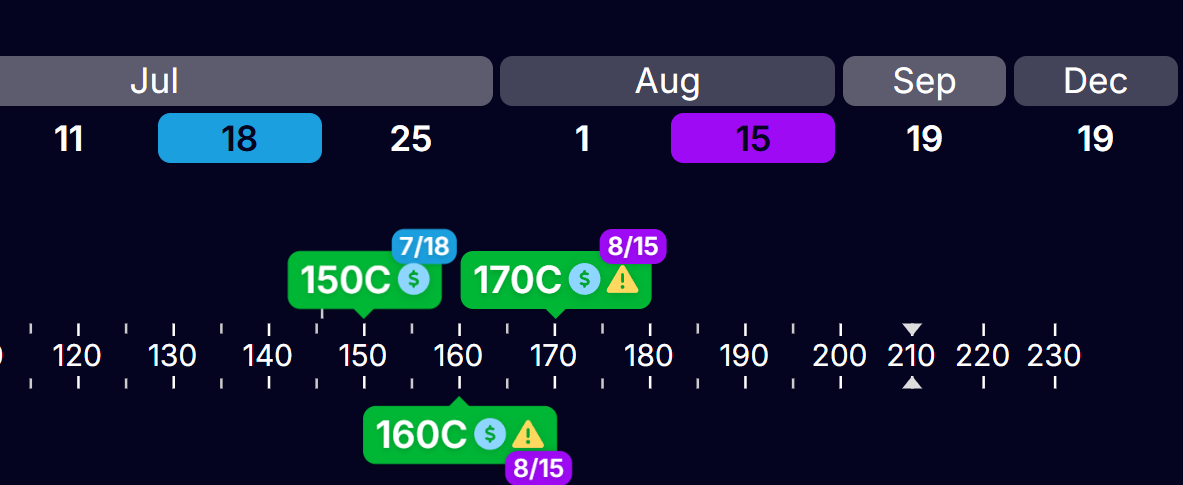 Jul Aug Sep Dec
11 18 25 1 15 19 19
7/18 8/15
150C $ 170C $ !
120 130 140 150 160 170 180 190 200 210 220 230
160C $ !
8/15